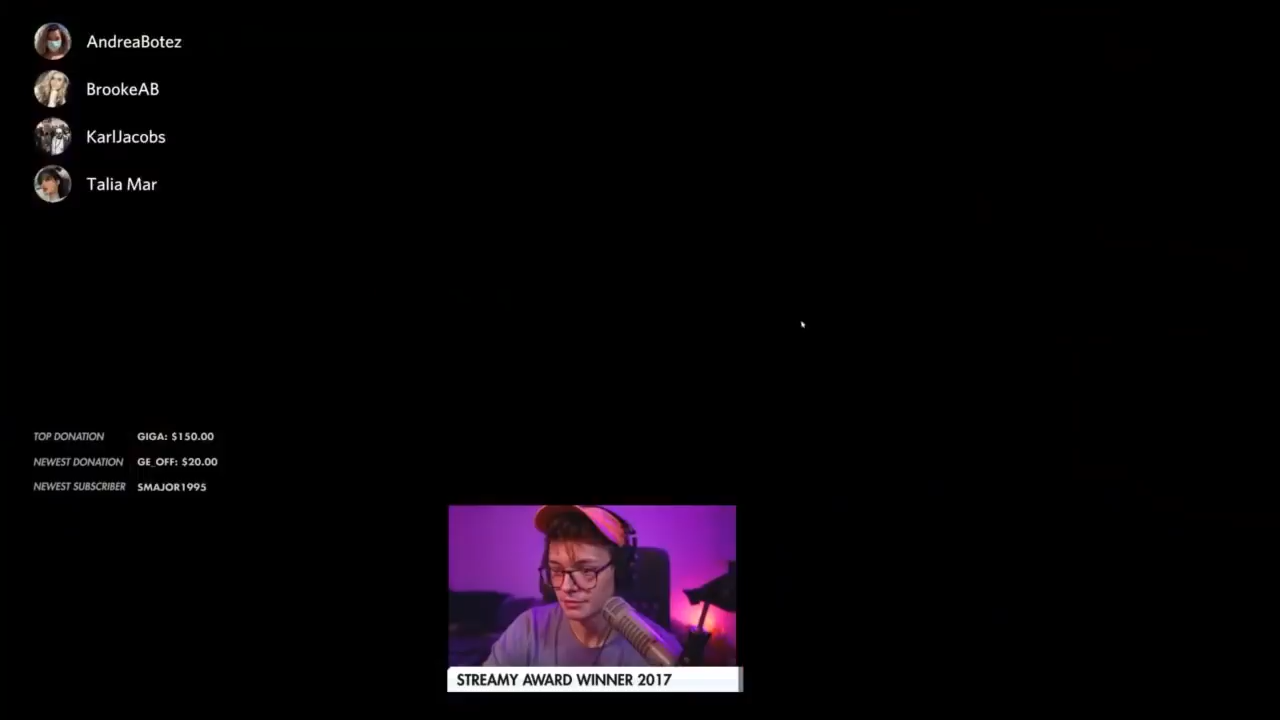 AndreaBotez
BrookeAB
KarlJacobs
Talia Mar
TOP DONATION GIGA: $150.00
NEWEST DONATION GE_OFF: $20.00
NEWEST SUBSCRIBER SMAJOR1995
STREAMY AWARD WINNER 2017